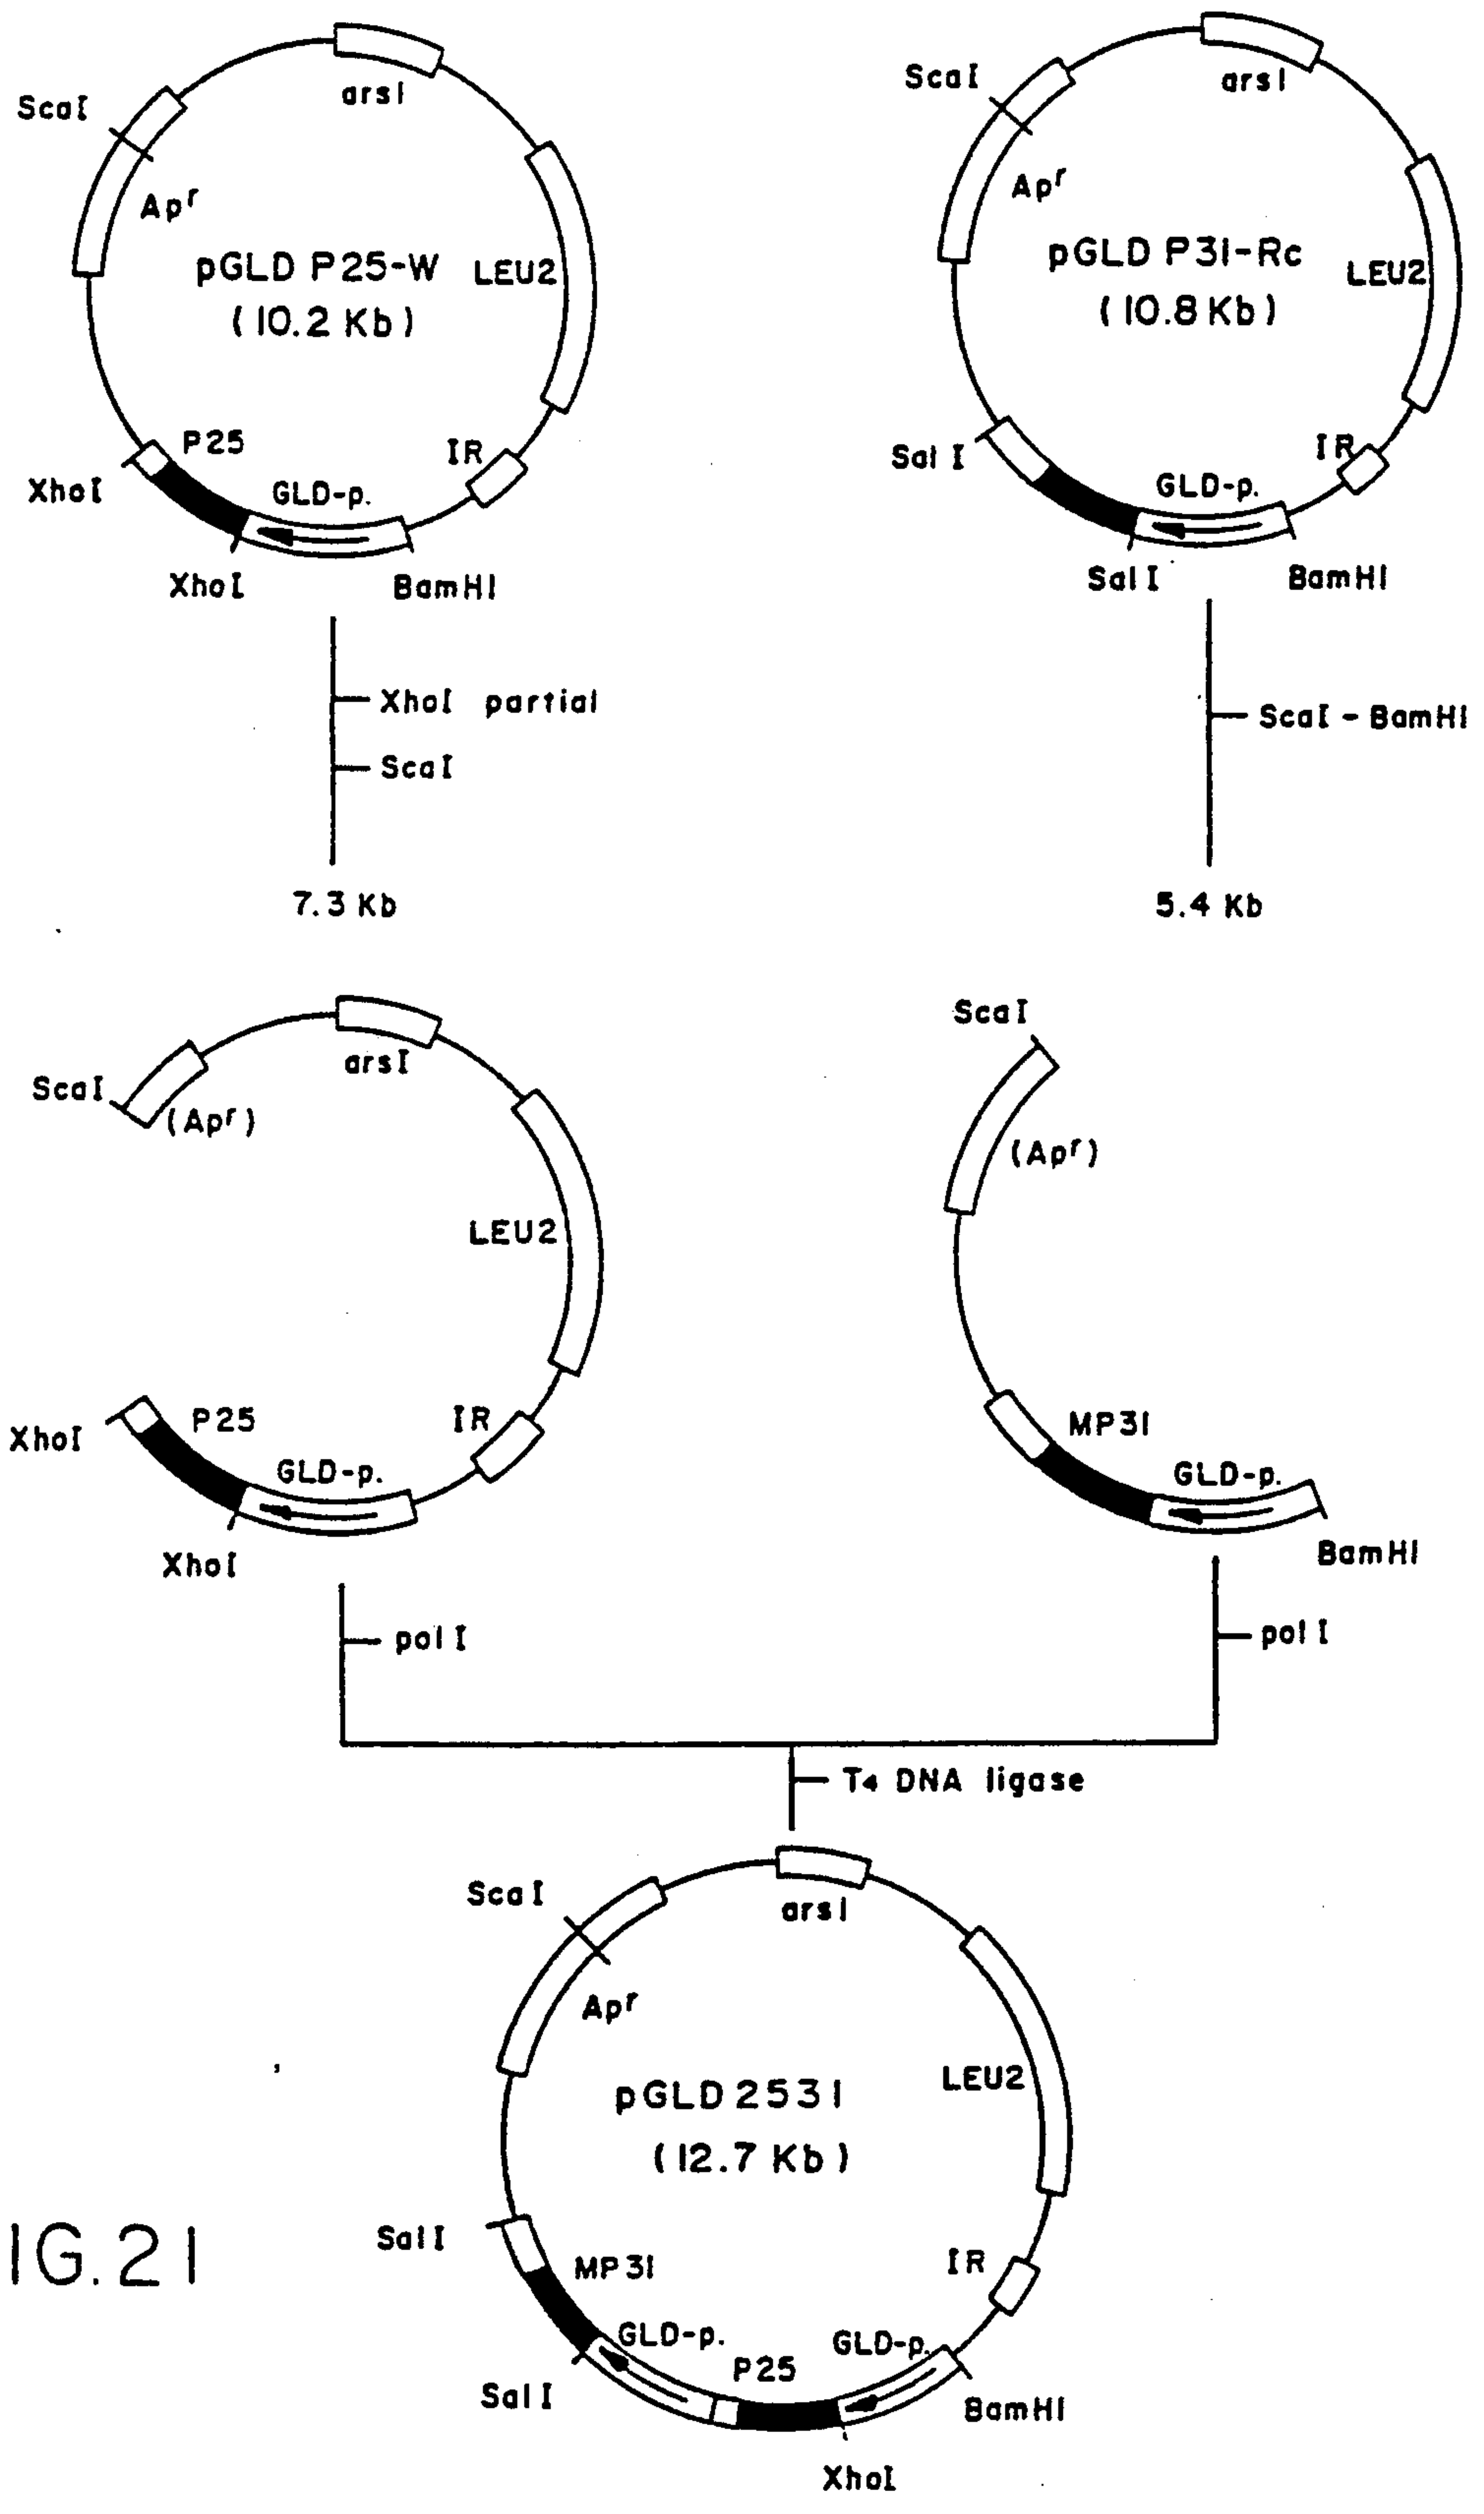 ScaI
arsI
Apʳ
pGLD P25-W
(10.2 Kb)
LEU2
P25
IR
XhoI
GLD-p.
XhoI
BamHI
ScaI
arsI
Apʳ
pGLD P31-Rc
(10.8 Kb)
LEU2
IR
Sal I
GLD-p.
Sal I
BamHI
XhoI partial
ScaI
7.3 Kb
ScaI - BamHI
5.4 Kb
ScaI
arsI
(Apʳ)
LEU2
P25
IR
XhoI
GLD-p.
XhoI
ScaI
(Apʳ)
MP31
GLD-p.
BamHI
pol I
pol I
T4 DNA ligase
ScaI
arsI
Apʳ
LEU2
pGLD 2531
(12.7 Kb)
Sal I
MP31
IR
GLD-p.
GLD-p.
P25
Sal I
BamHI
XhoI
IG. 21